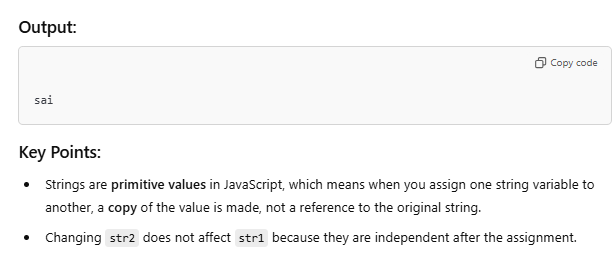 Output:
Copy code
sai
Key Points:
Strings are primitive values in JavaScript, which means when you assign one string variable to
another, a copy of the value is made, not a reference to the original string.
Changing str2 does not affect str1 because they are independent after the assignment.